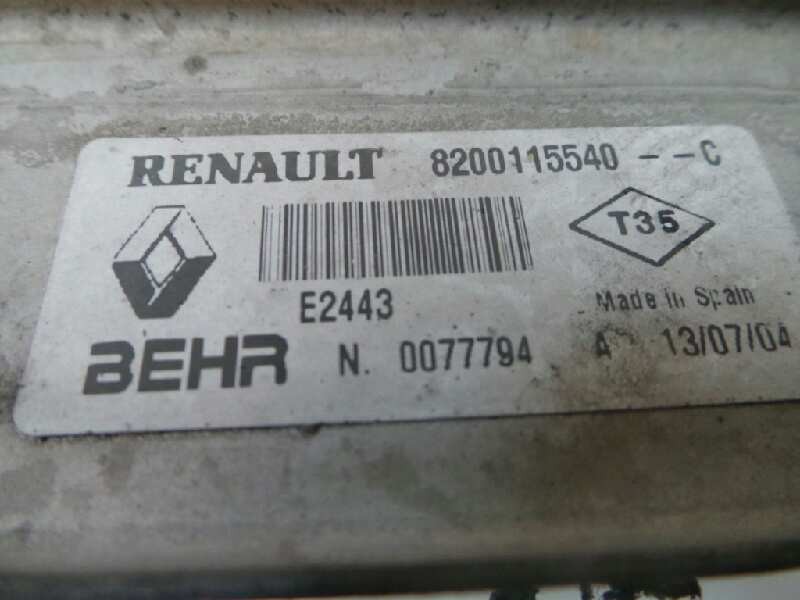 RENAULT 8200115540 - - C
T35
E2443
Made in Spain
BEHR N. 0077794 A 13/07/04